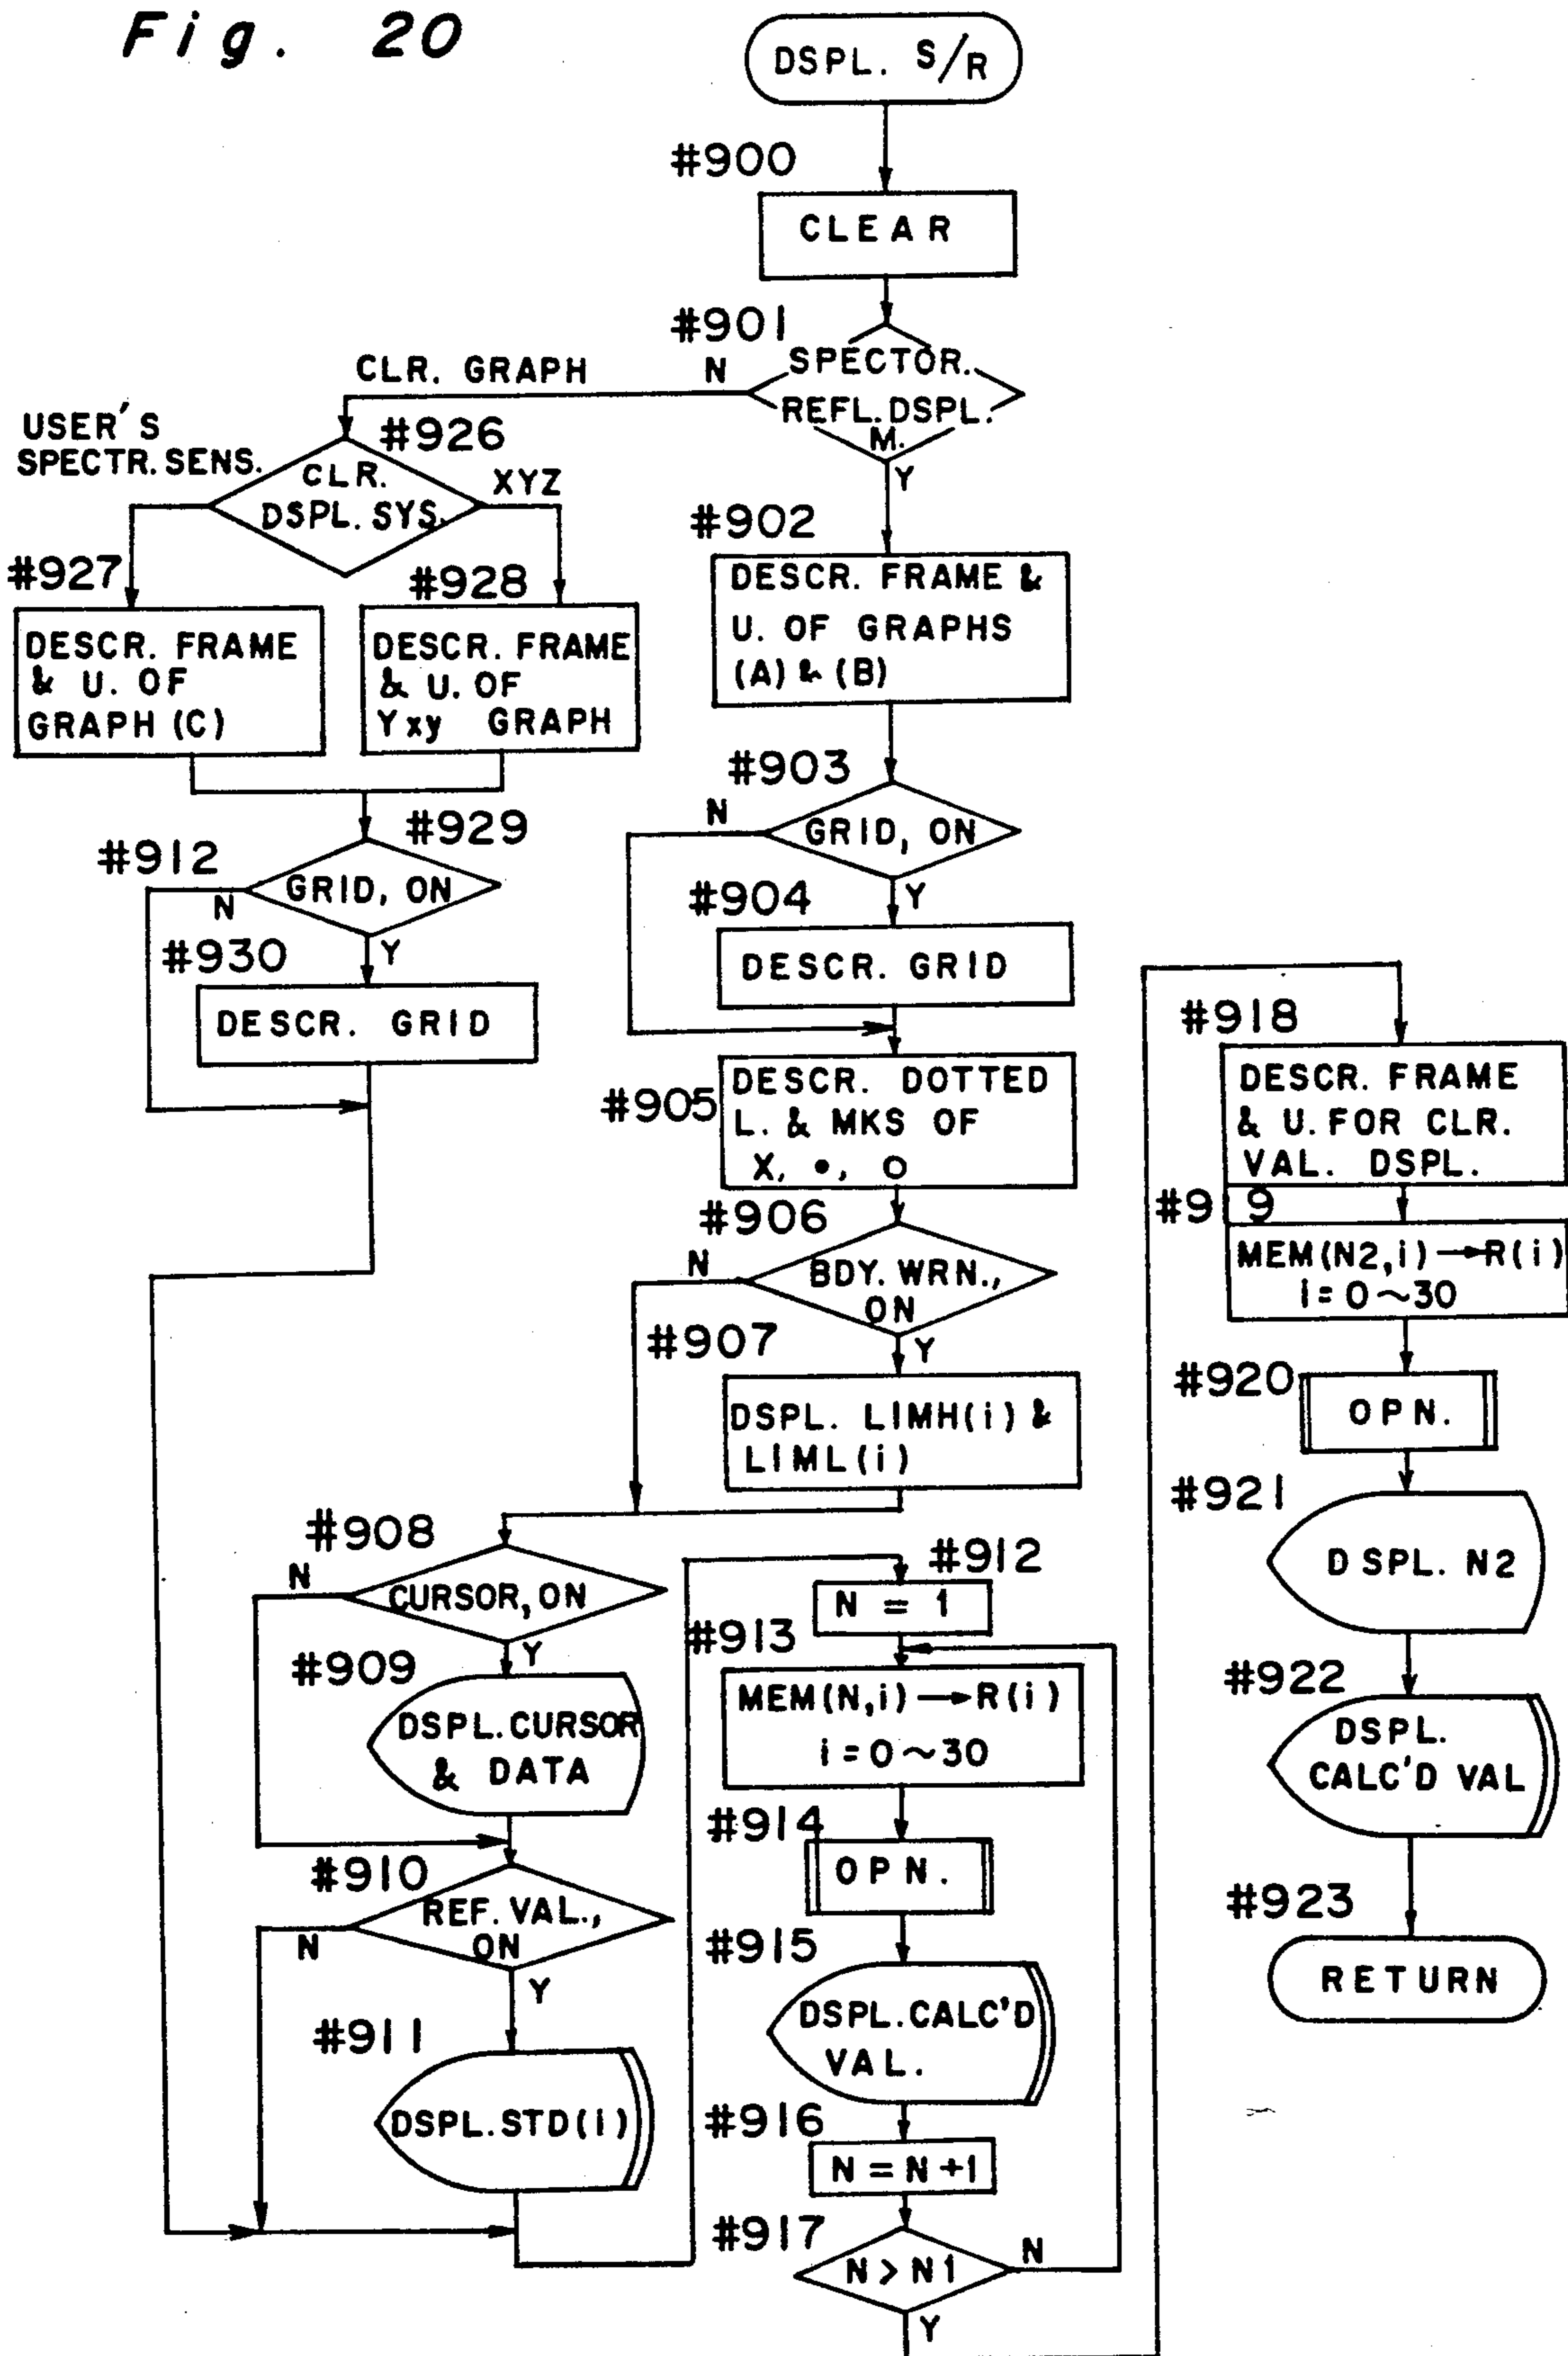 Fig. 20
DSPL. S/R
#900
CLEAR
#901
SPECTOR.
REFL.DSPL.
M.
N
Y
CLR. GRAPH
USER'S
SPECTR.SENS.
#926
CLR.
DSPL.SYS.
XYZ
#927
DESCR. FRAME
& U. OF
GRAPH (C)
#928
DESCR. FRAME
& U. OF
Yxy GRAPH
#929
#912
GRID, ON
N
Y
#930
DESCR. GRID
#902
DESCR. FRAME &
U. OF GRAPHS
(A) & (B)
#903
N
GRID, ON
Y
#904
DESCR. GRID
#905
DESCR. DOTTED
L. & MKS OF
X, •, O
#906
N
BDY. WRN.,
ON
Y
#907
DSPL. LIMH(i) &
LIML(i)
#908
N
CURSOR, ON
Y
#909
DSPL.CURSOR
& DATA
#910
REF. VAL.,
ON
N
Y
#911
DSPL.STD(i)
#912
N = 1
#913
MEM(N,i) → R(i)
i = 0 ~ 30
#914
OPN.
#915
DSPL.CALC'D
VAL.
#916
N = N +1
#917
N > N1
N
Y
#918
DESCR. FRAME
& U. FOR CLR.
VAL. DSPL.
#9 9
MEM(N2,i) → R(i)
i = 0 ~ 30
#920
OPN.
#921
DSPL. N2
#922
DSPL.
CALC'D VAL
#923
RETURN